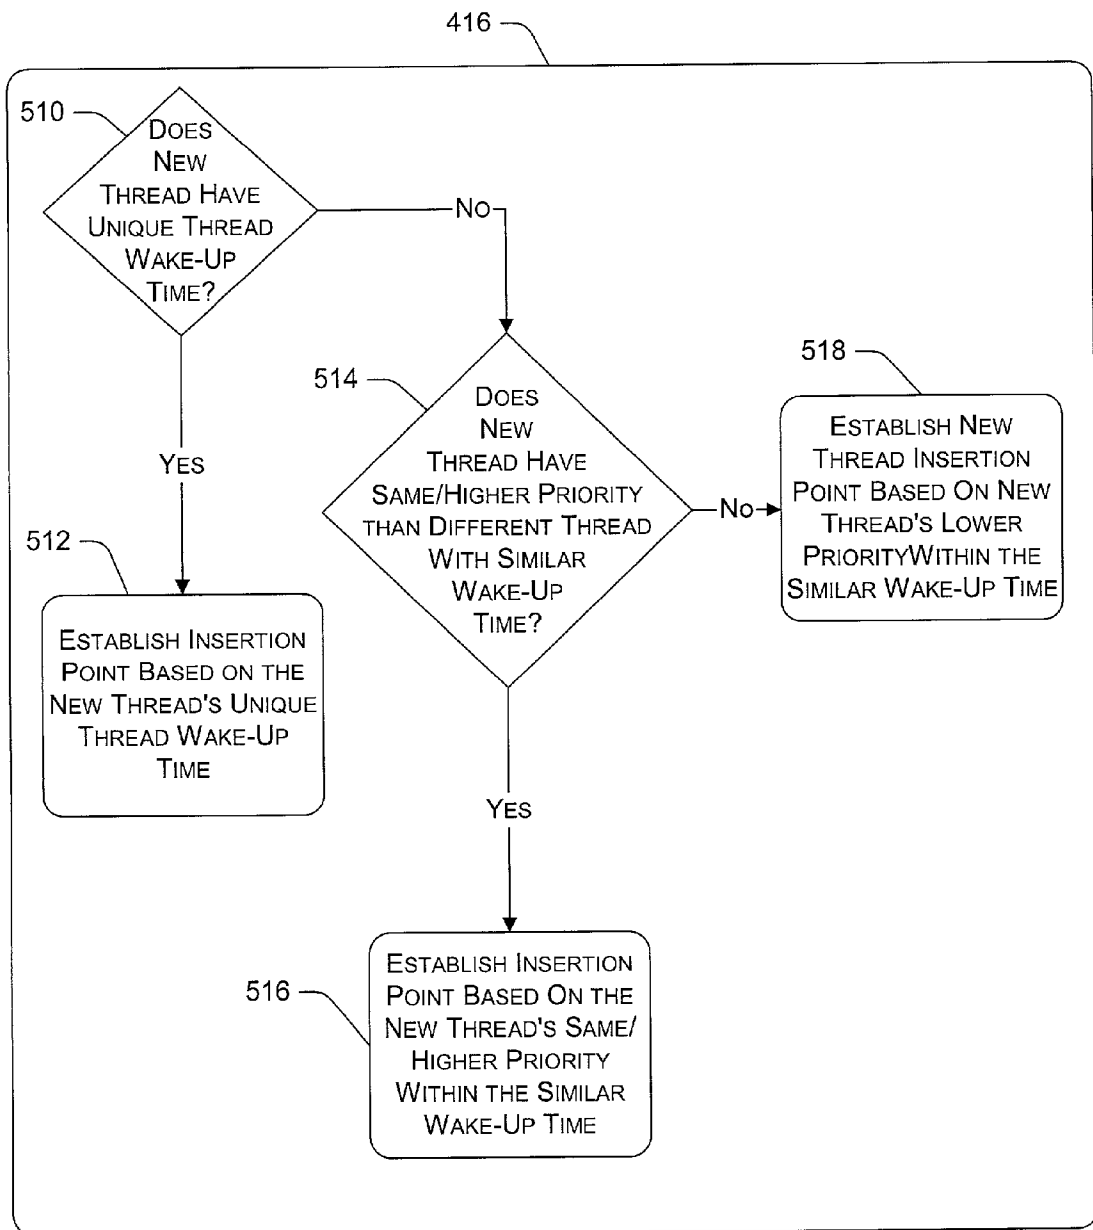 416
510
DOES
NEW
THREAD HAVE
UNIQUE THREAD
WAKE-UP
TIME?
NO
YES
512
ESTABLISH INSERTION
POINT BASED ON THE
NEW THREAD'S UNIQUE
THREAD WAKE-UP
TIME
514
DOES
NEW
THREAD HAVE
SAME/HIGHER PRIORITY
THAN DIFFERENT THREAD
WITH SIMILAR
WAKE-UP
TIME?
No
518
ESTABLISH NEW
THREAD INSERTION
POINT BASED ON NEW
THREAD'S LOWER
PRIORITYWITHIN THE
SIMILAR WAKE-UP TIME
YES
516
ESTABLISH INSERTION
POINT BASED ON THE
NEW THREAD'S SAME/
HIGHER PRIORITY
WITHIN THE SIMILAR
WAKE-UP TIME